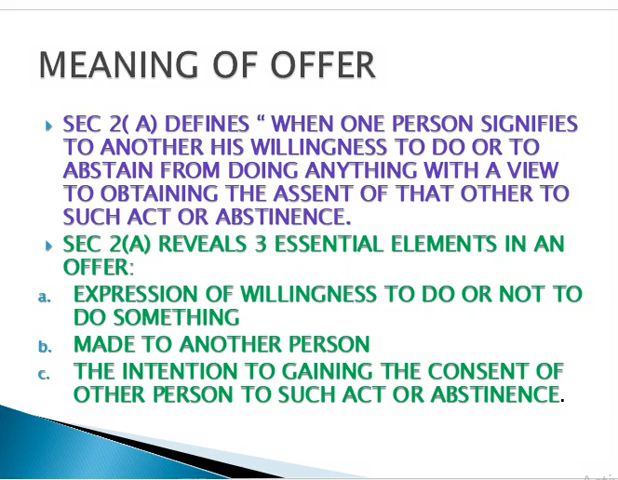 MEANING OF OFFER
SEC 2( A) DEFINES “ WHEN ONE PERSON SIGNIFIES
TO ANOTHER HIS WILLINGNESS TO DO OR TO
ABSTAIN FROM DOING ANYTHING WITH A VIEW
TO OBTAINING THE ASSENT OF THAT OTHER TO
SUCH ACT OR ABSTINENCE.
SEC 2(A) REVEALS 3 ESSENTIAL ELEMENTS IN AN
OFFER:
a. EXPRESSION OF WILLINGNESS TO DO OR NOT TO
DO SOMETHING
b. MADE TO ANOTHER PERSON
c. THE INTENTION TO GAINING THE CONSENT OF
OTHER PERSON TO SUCH ACT OR ABSTINENCE.